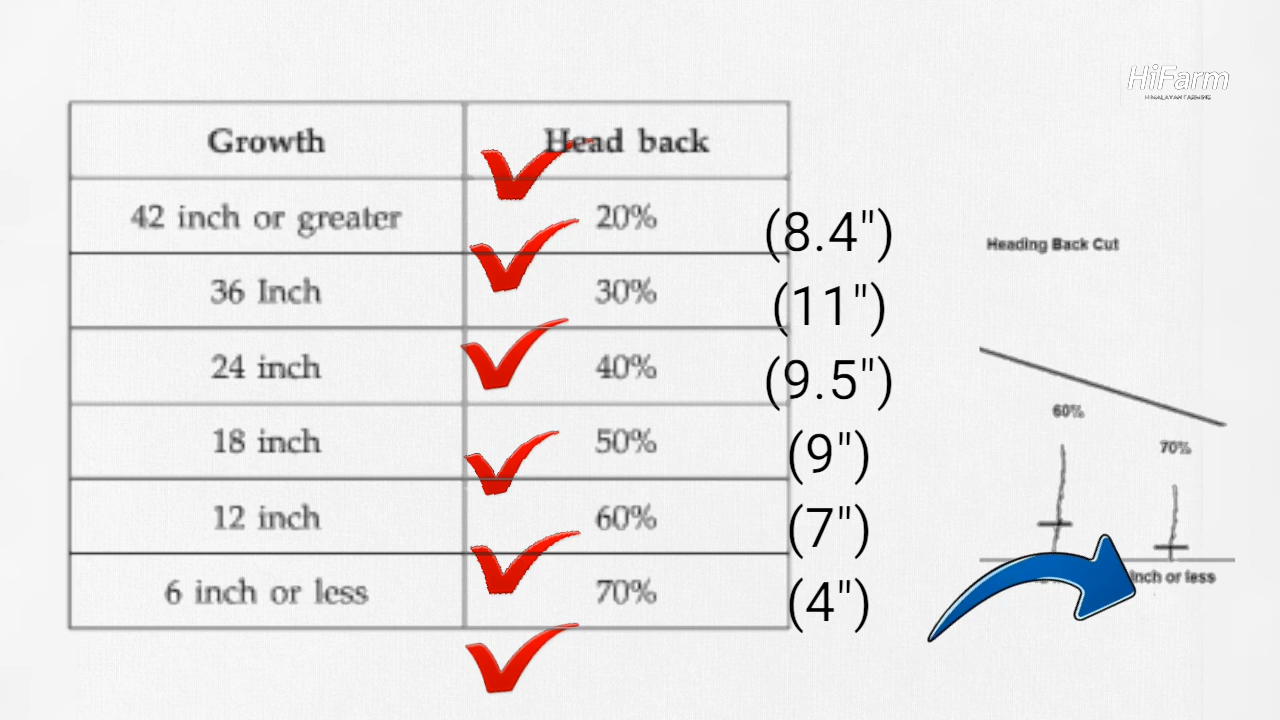 HiFarm
HIMALAYAN FARMING
Growth Head back
42 inch or greater 20% (8.4")
36 Inch 30% (11")
24 inch 40% (9.5")
18 inch 50% (9")
12 inch 60% (7")
6 inch or less 70% (4")
Heading Back Cut
60%
70%
inch or less